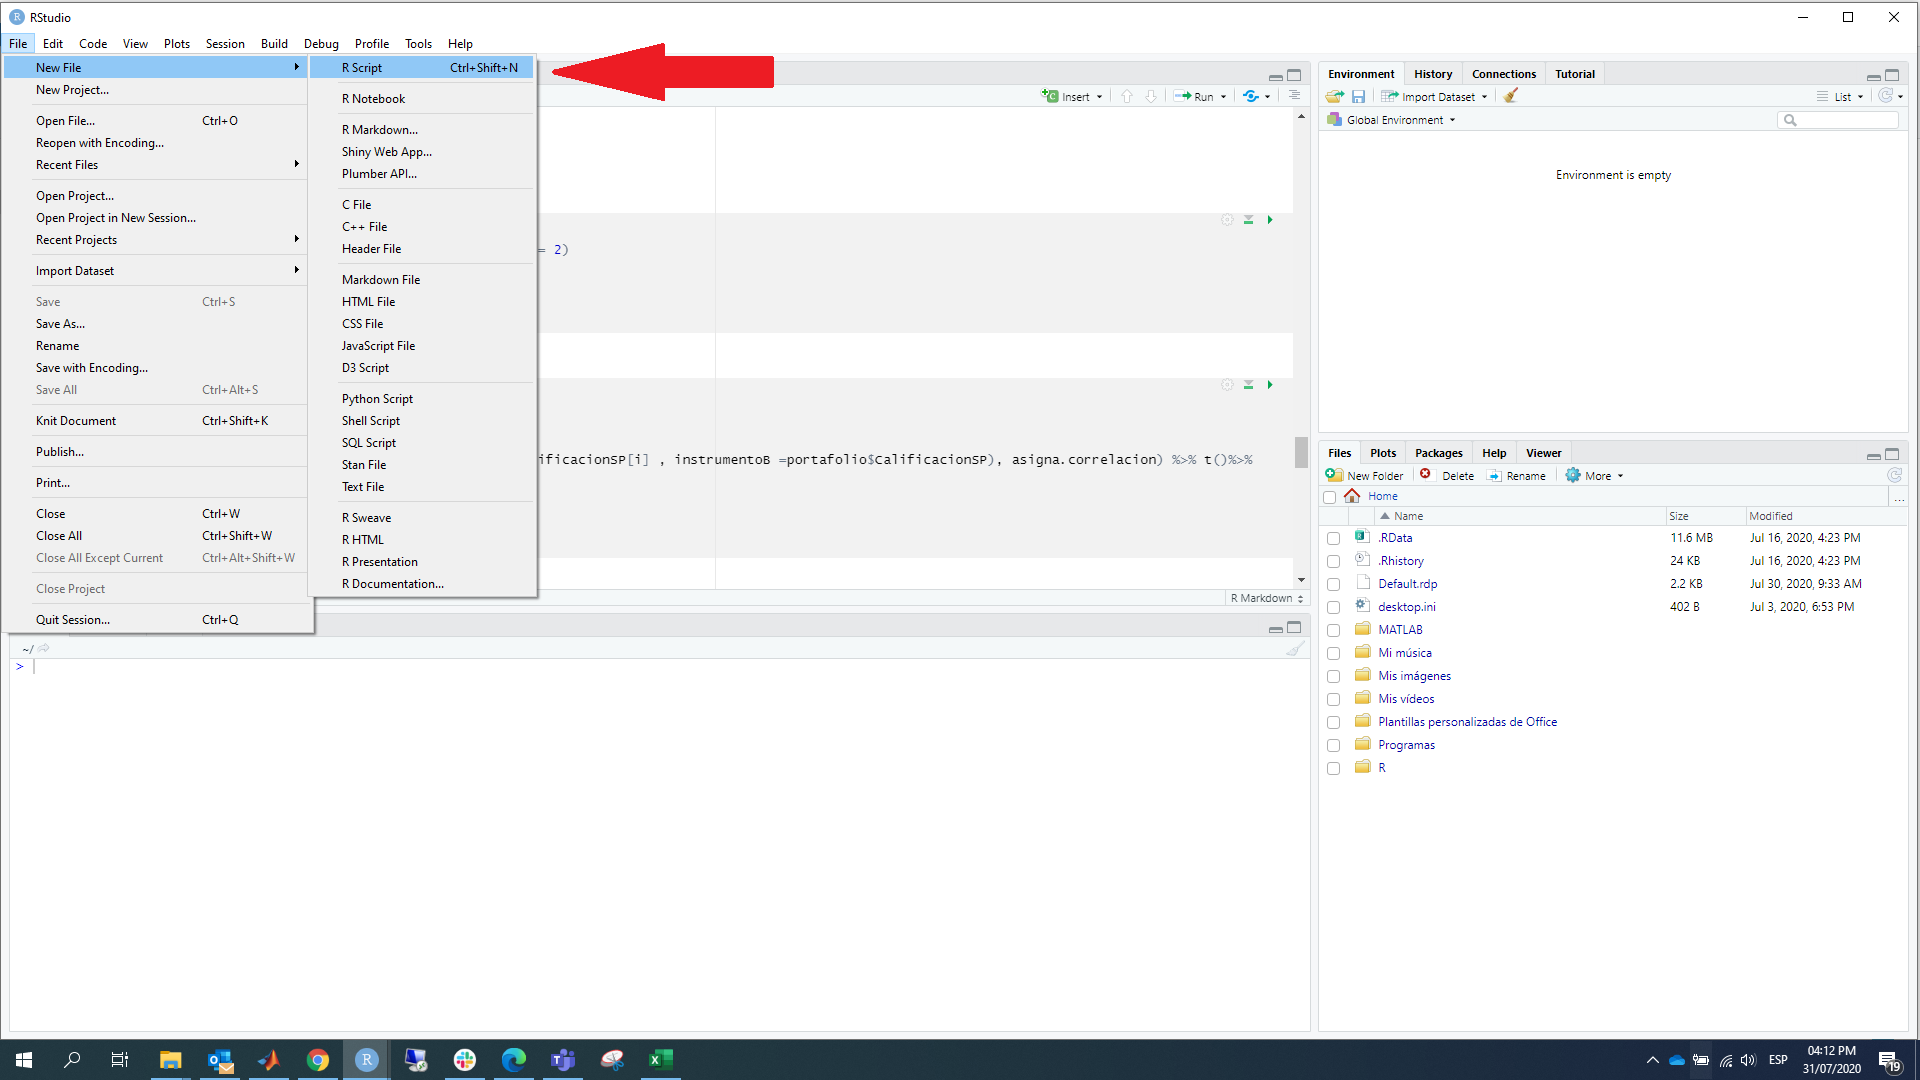 RStudio
File Edit Code View Plots Session Build Debug Profile Tools Help
New File
New Project...
Open File... Ctrl+O
Reopen with Encoding...
Recent Files
Open Project...
Open Project in New Session...
Recent Projects
Import Dataset
Save Ctrl+S
Save As...
Rename
Save with Encoding...
Save All Ctrl+Alt+S
Knit Document Ctrl+Shift+K
Publish...
Print...
Close Ctrl+W
Close All Ctrl+Shift+W
Close All Except Current Ctrl+Alt+Shift+W
Close Project
Quit Session... Ctrl+Q
R Script Ctrl+Shift+N
R Notebook
R Markdown...
Shiny Web App...
Plumber API...
C File
C++ File
Header File
Markdown File
HTML File
CSS File
JavaScript File
D3 Script
Python Script
Shell Script
SQL Script
Stan File
Text File
R Sweave
R HTML
R Presentation
R Documentation...
Insert Run
= 2)
ificacionSP[i] , instrumentoB =portafolio$CalificacionSP), asigna.correlacion) %>% t()%>%
R Markdown
~/
>
Environment History Connections Tutorial
Import Dataset List
Global Environment
Environment is empty
Files Plots Packages Help Viewer
New Folder Delete Rename More
Home ...
Name Size Modified
.RData 11.6 MB Jul 16, 2020, 4:23 PM
.Rhistory 24 KB Jul 16, 2020, 4:23 PM
Default.rdp 2.2 KB Jul 30, 2020, 9:33 AM
desktop.ini 402 B Jul 3, 2020, 6:53 PM
MATLAB
Mi música
Mis imágenes
Mis vídeos
Plantillas personalizadas de Office
Programas
R
ESP
04:12 PM
31/07/2020
19